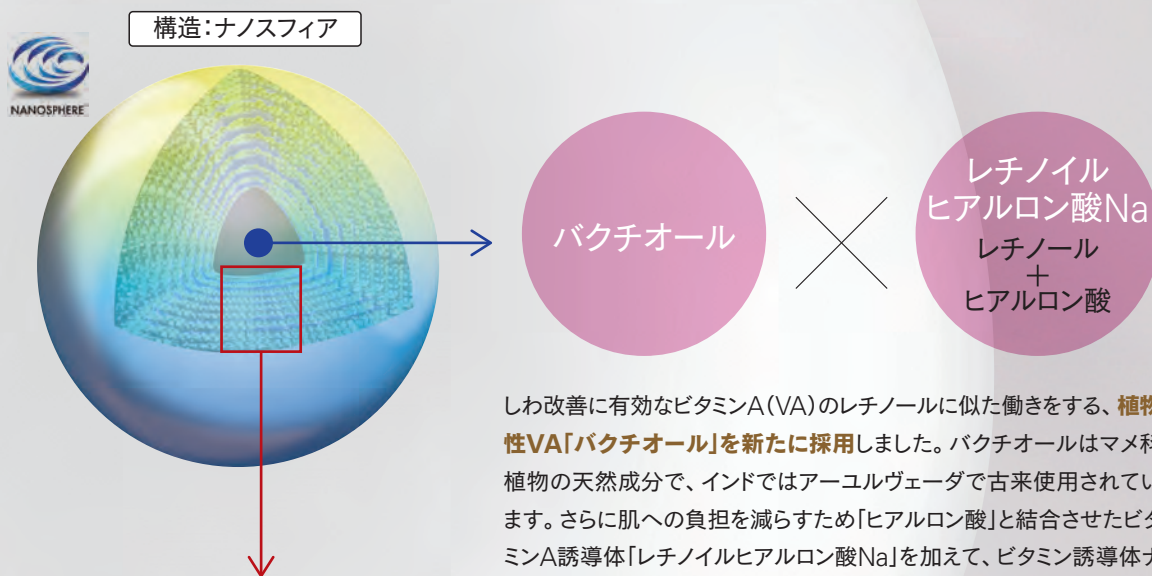 構造：ナノスフィア
NANOSPHERE
バクチオール
レチノイル
ヒアルロン酸Na
レチノール
＋
ヒアルロン酸
しわ改善に有効なビタミンA（VA）のレチノールに似た働きをする、植物
性VA「バクチオール」を新たに採用しました。バクチオールはマメ科
植物の天然成分で、インドではアーユルヴェーダで古来使用されてい
ます。さらに肌への負担を減らすため「ヒアルロン酸」と結合させたビタ
ミンA誘導体「レチノイルヒアルロン酸Na」を加えて、ビタミン誘導体ナ